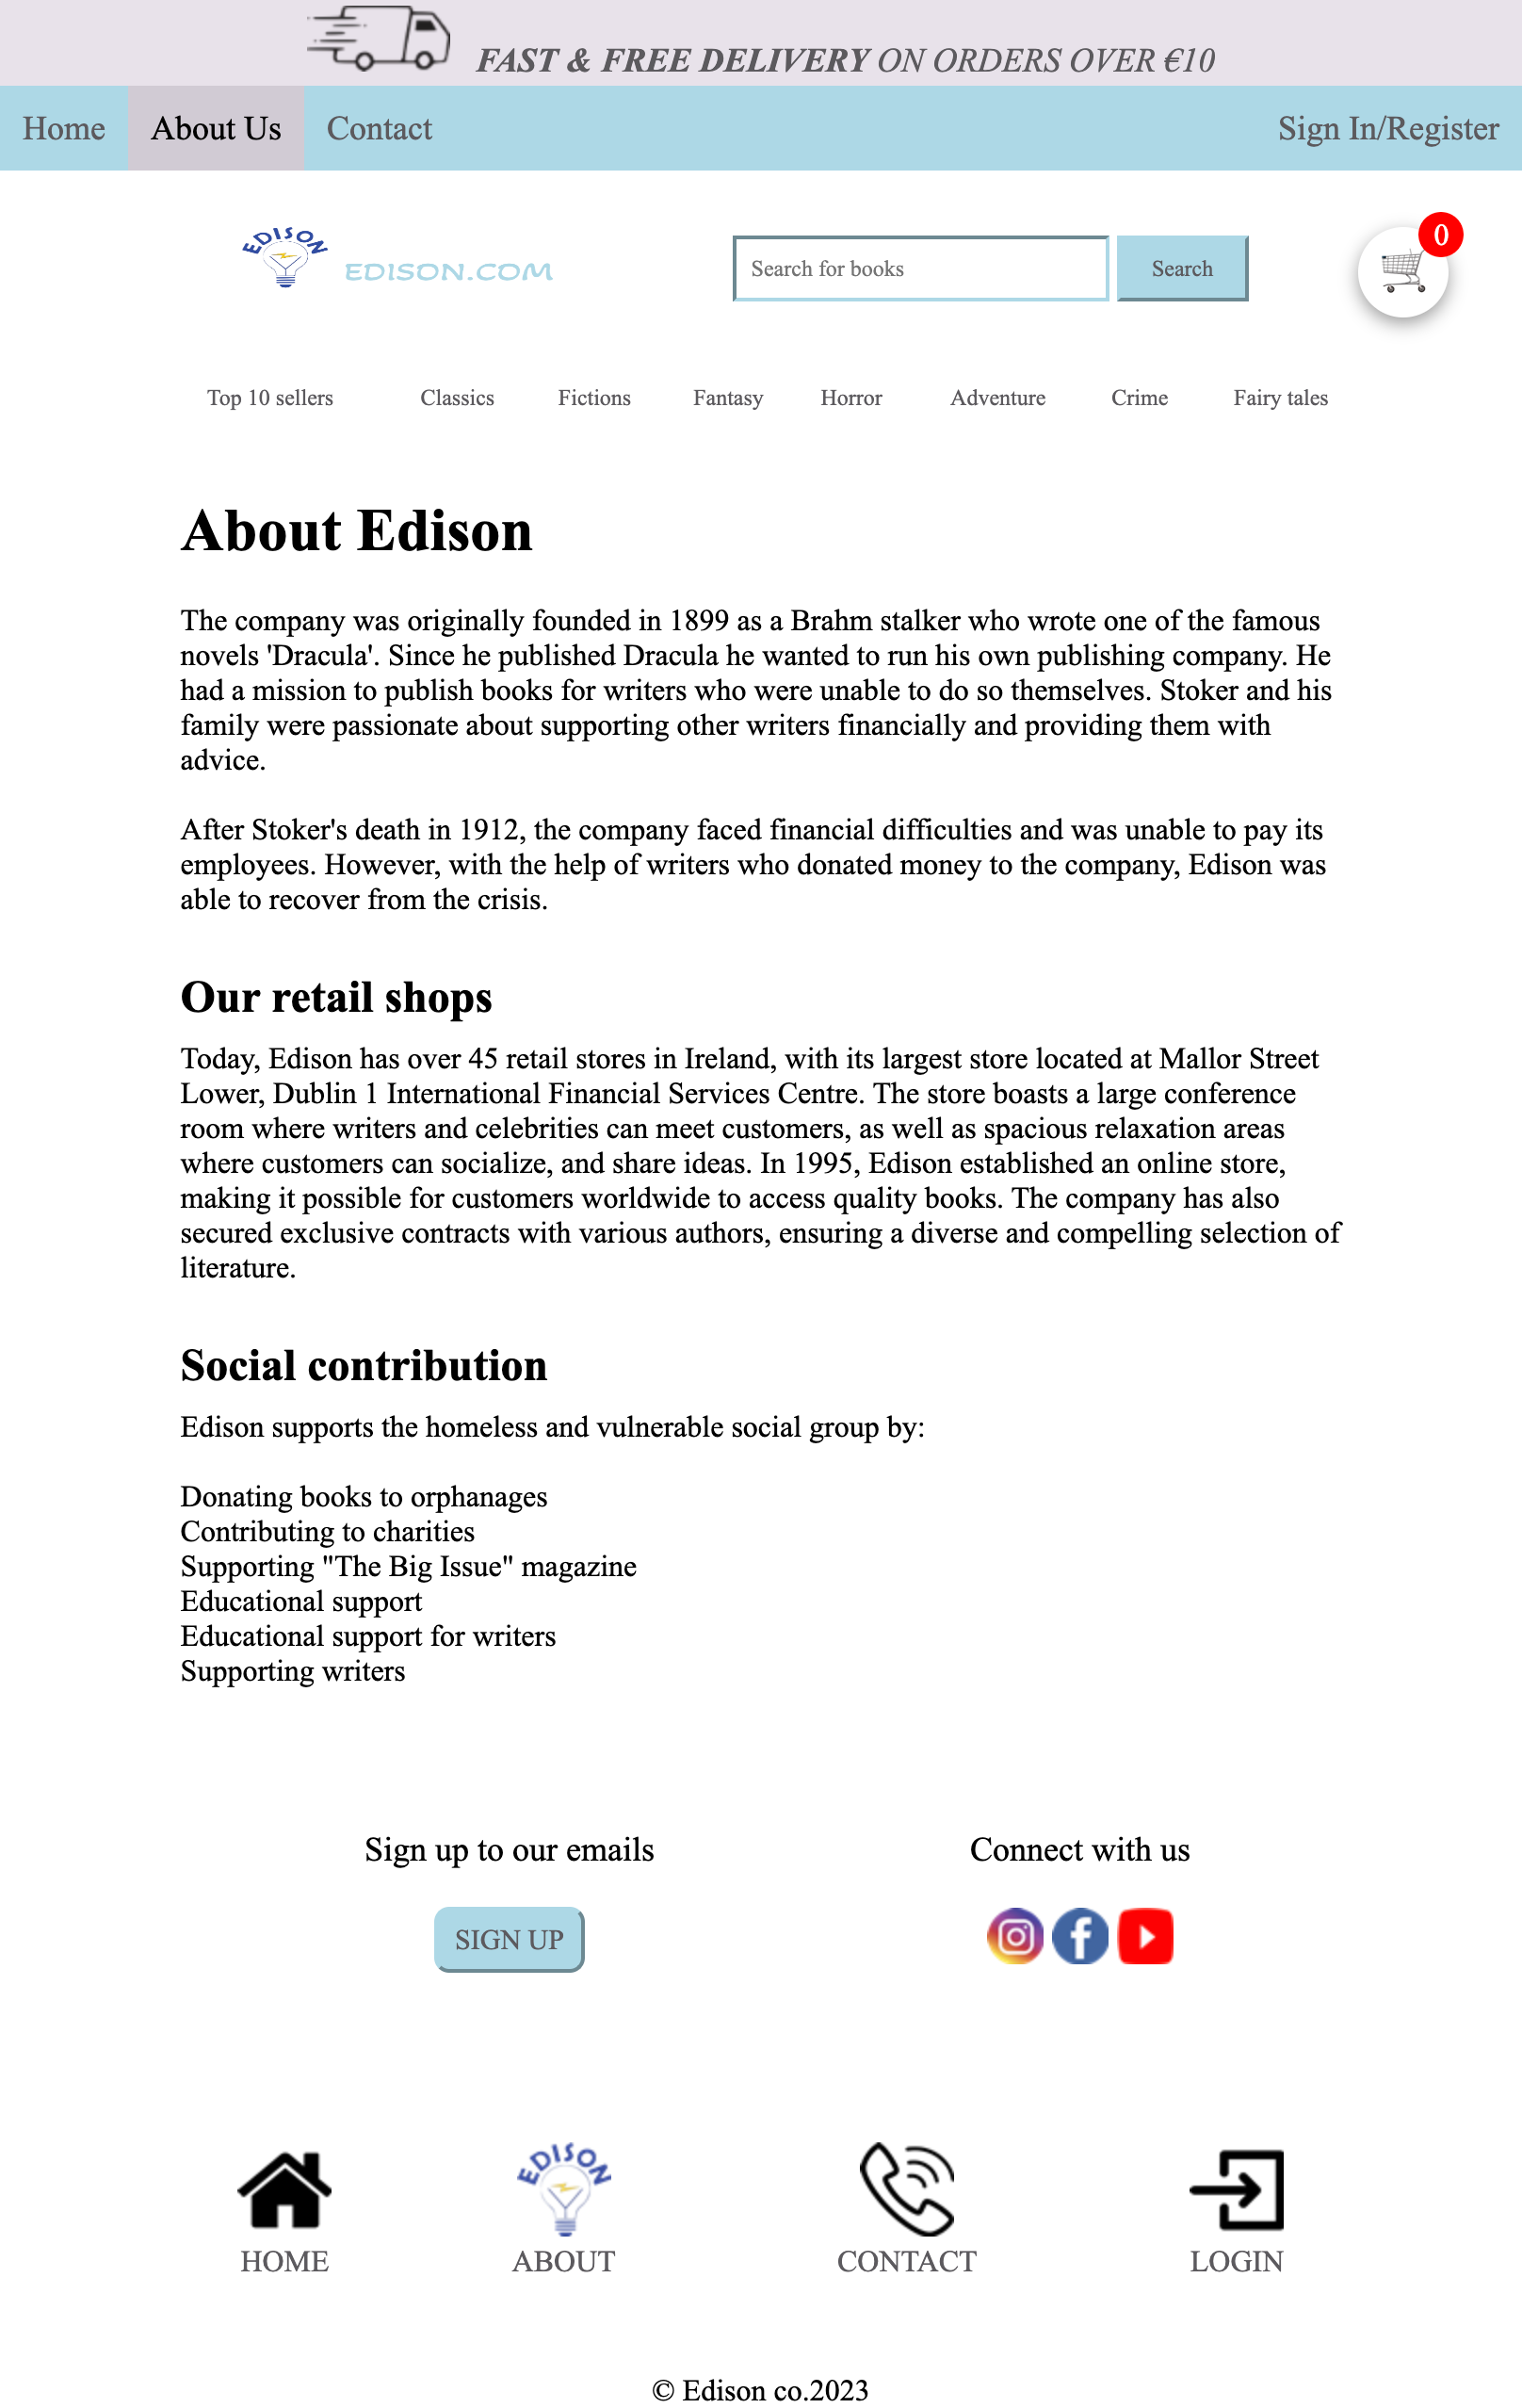 FAST & FREE DELIVERY ON ORDERS OVER €10
Home About Us Contact Sign In/Register
EDISON EDISON.COM Search for books Search 0
Top 10 sellers Classics Fictions Fantasy Horror Adventure Crime Fairy tales
About Edison
The company was originally founded in 1899 as a Brahm stalker who wrote one of the famous
novels 'Dracula'. Since he published Dracula he wanted to run his own publishing company. He
had a mission to publish books for writers who were unable to do so themselves. Stoker and his
family were passionate about supporting other writers financially and providing them with
advice.
After Stoker's death in 1912, the company faced financial difficulties and was unable to pay its
employees. However, with the help of writers who donated money to the company, Edison was
able to recover from the crisis.
Our retail shops
Today, Edison has over 45 retail stores in Ireland, with its largest store located at Mallor Street
Lower, Dublin 1 International Financial Services Centre. The store boasts a large conference
room where writers and celebrities can meet customers, as well as spacious relaxation areas
where customers can socialize, and share ideas. In 1995, Edison established an online store,
making it possible for customers worldwide to access quality books. The company has also
secured exclusive contracts with various authors, ensuring a diverse and compelling selection of
literature.
Social contribution
Edison supports the homeless and vulnerable social group by:
Donating books to orphanages
Contributing to charities
Supporting "The Big Issue" magazine
Educational support
Educational support for writers
Supporting writers
Sign up to our emails Connect with us
SIGN UP
EDISON
HOME ABOUT CONTACT LOGIN
© Edison co.2023